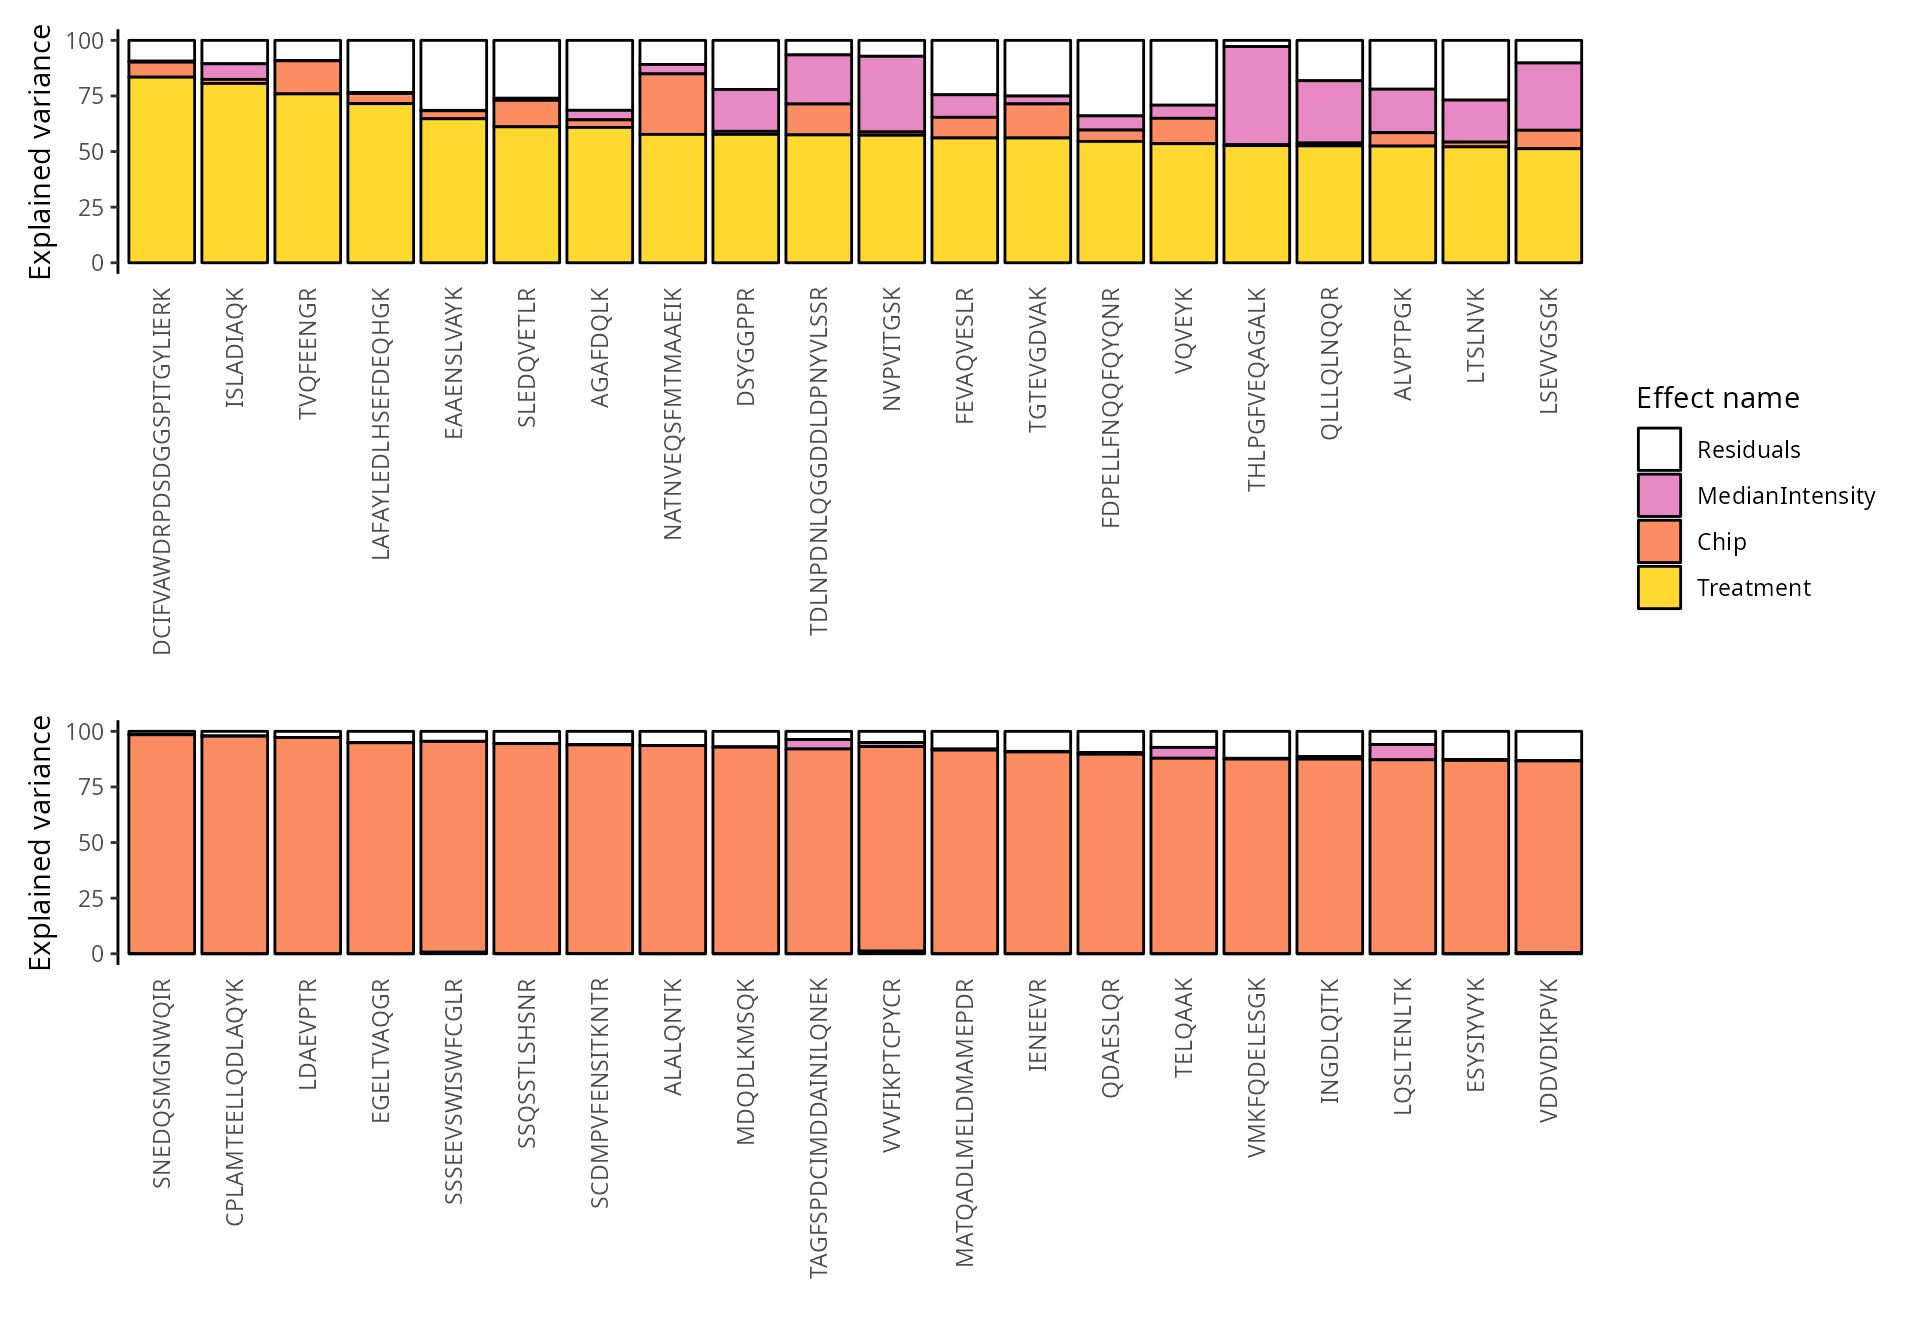 Explained variance
100
75
50
25
0
DCIFVAWDRPDSDGGSPITGYLIERK
ISLADIAQK
TVQFEENGR
LAFAYLEDLHSEFDEQHGK
EAAENSLVAYK
SLEDQVETLR
AGAFDQLK
NATNVEQSFMTMAAEIK
DSYGGPPR
TDLNPDNLQGGDDLDPNYVLSSR
NVPVITGSK
FEVAQVESLR
TGTEVGDVAK
FDPELLFNQQFQYQNR
VQVEYK
THLPGFVEQAGALK
QLLLQLNQQR
ALVPTPGK
LTSLNVK
LSEVVGSGK
Effect name
Residuals
MedianIntensity
Chip
Treatment
Explained variance
100
75
50
25
0
SNEDQSMGNWQIR
CPLAMTEELLQDLAQYK
LDAEVPTR
EGELTVAQGR
SSSEEVSWISWFCGLR
SSQSSTLSHSNR
SCDMPVFENSITKNTR
ALALQNTK
MDQDLKMSQK
TAGFSPDCIMDDAINILQNEK
VVVFIKPTCPYCR
MATQADLMELDMAMEPDR
IENEEVR
QDAESLQR
TELQAAK
VMKFQDELESGK
INGDLQITK
LQSLTENLTK
ESYSIYVYK
VDDVDIKPVK